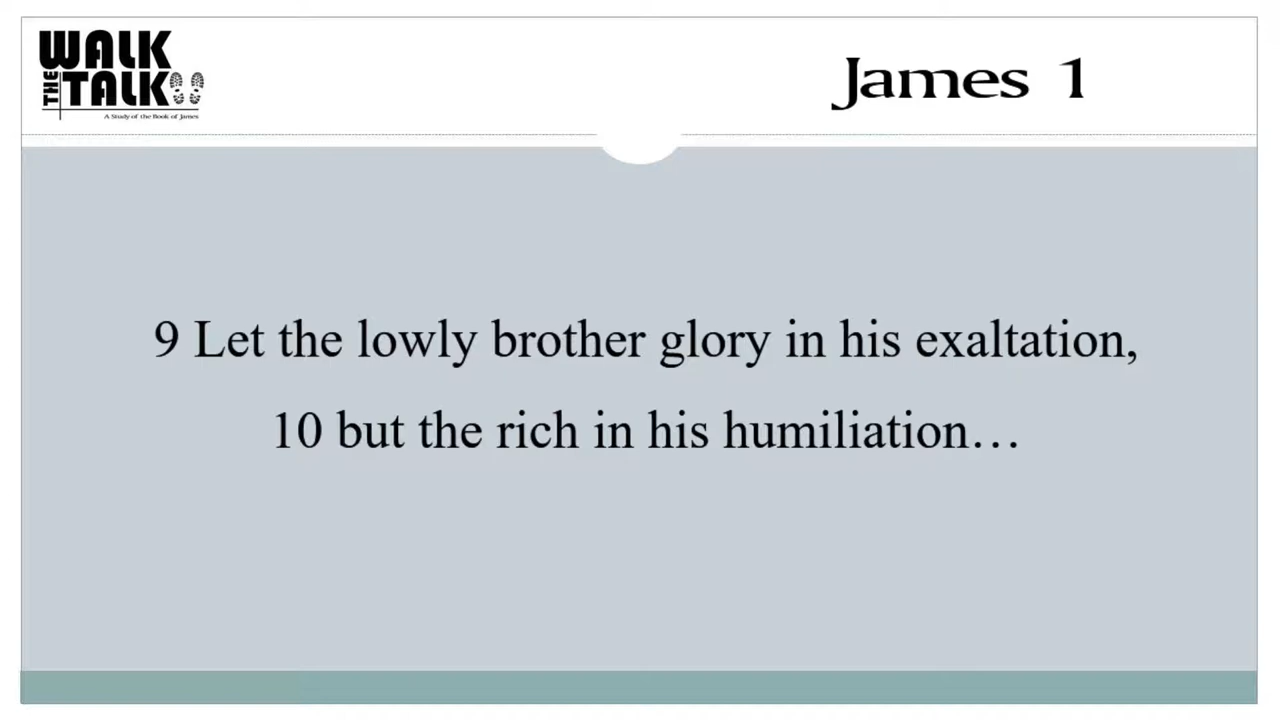 WALK
THE TALK
A Study of the Book of James
James 1
9 Let the lowly brother glory in his exaltation,
10 but the rich in his humiliation…